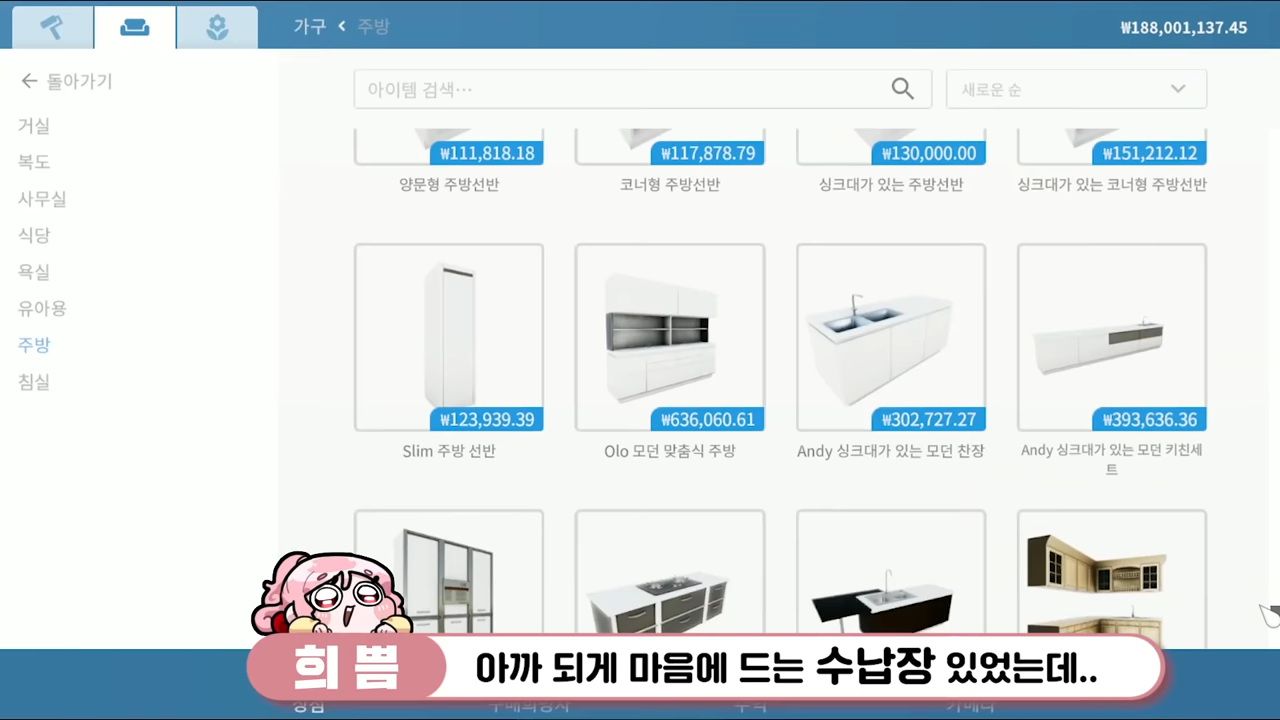 가구 < 주방
₩188,001,137.45
돌아가기
아이템 검색…
새로운 순
거실
복도
사무실
식당
욕실
유아용
주방
침실
₩111,818.18
₩117,878.79
₩130,000.00
₩151,212.12
양문형 주방선반
코너형 주방선반
싱크대가 있는 주방선반
싱크대가 있는 코너형 주방선반
₩123,939.39
₩636,060.61
₩302,727.27
₩393,636.36
Slim 주방 선반
Olo 모던 맞춤식 주방
Andy 싱크대가 있는 모던 찬장
Andy 싱크대가 있는 모던 키친세
트
희쁨
아까 되게 마음에 드는 수납장 있었는데..
상점